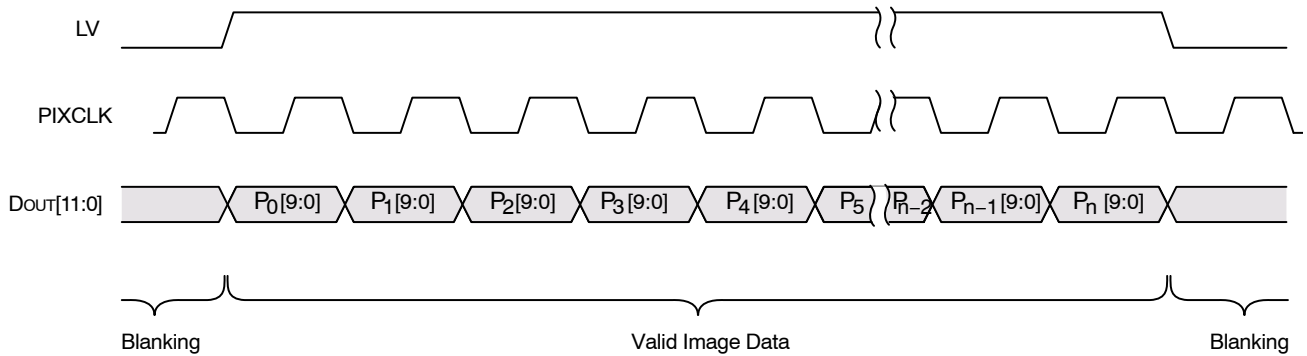 LV
PIXCLK
DOUT[11:0]
P0[9:0] P1[9:0] P2[9:0] P3[9:0] P4[9:0] P5 Pn−2 Pn−1 [9:0] Pn [9:0]
Blanking Valid Image Data Blanking